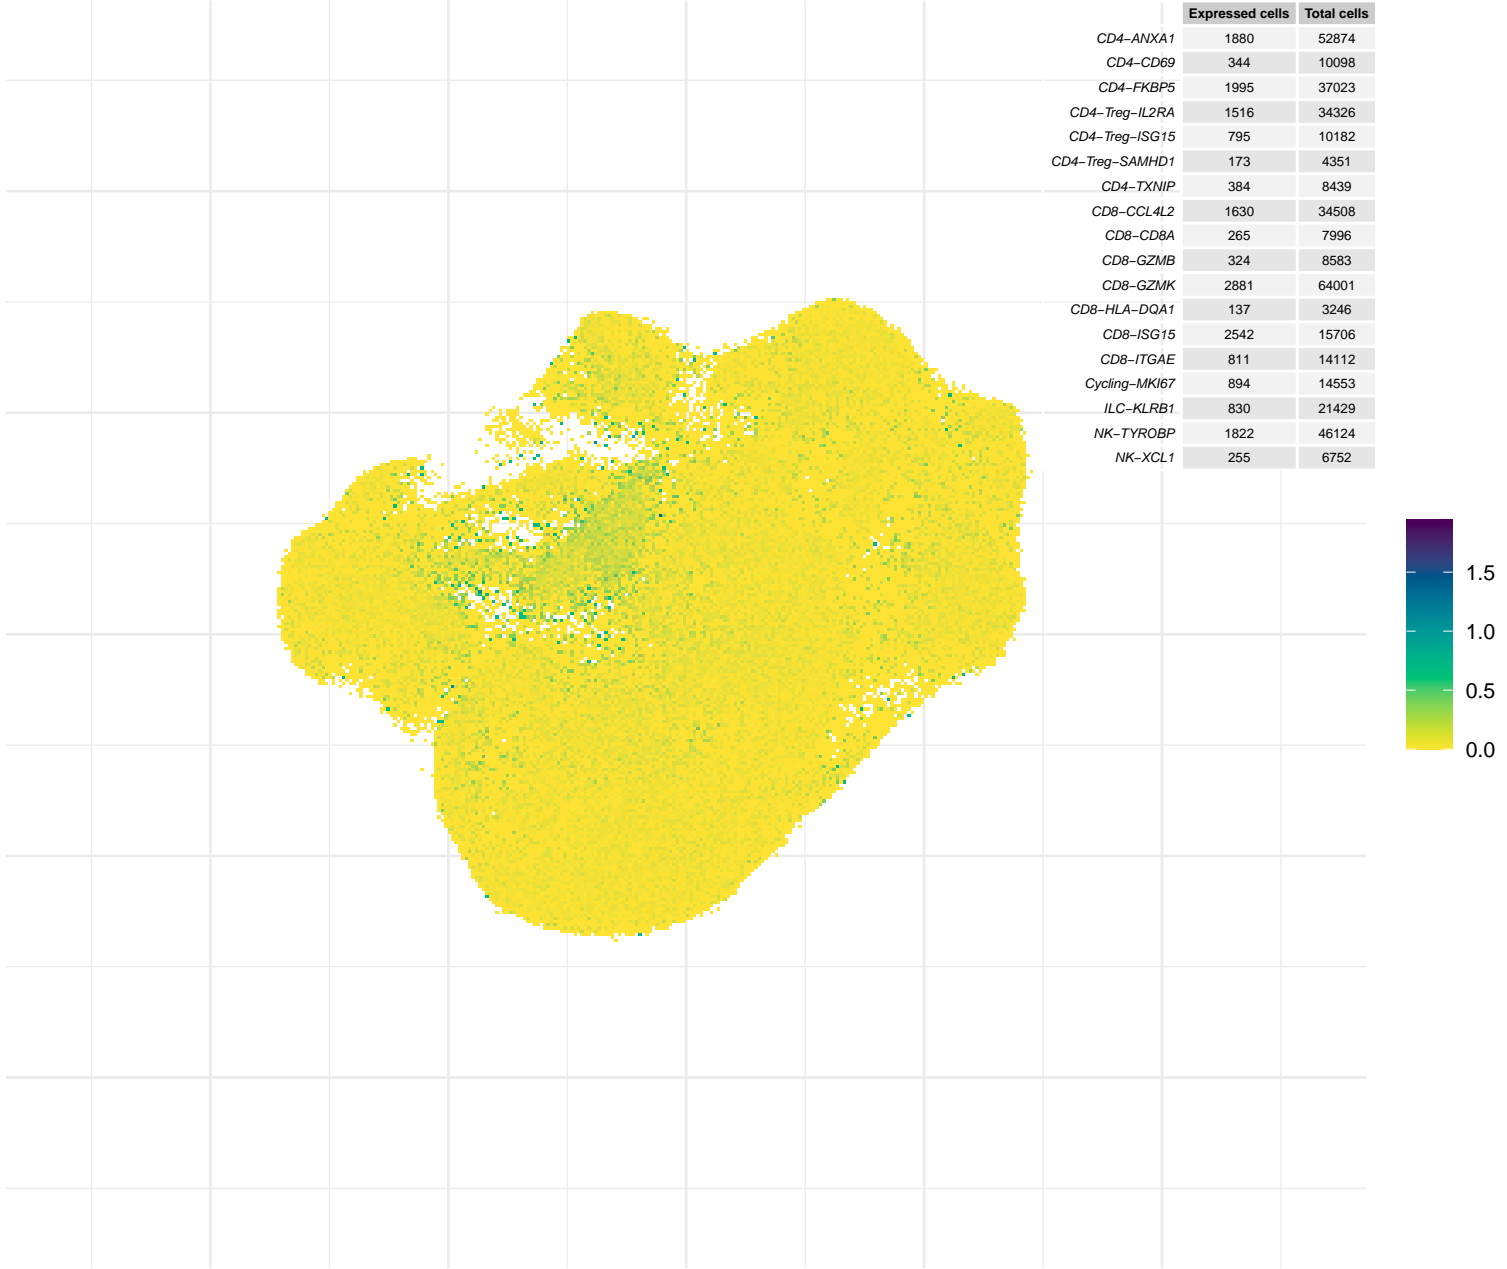 Expressed cells Total cells
CD4−ANXA1 1880 52874
CD4−CD69 344 10098
CD4−FKBP5 1995 37023
CD4−Treg−IL2RA 1516 34326
CD4−Treg−ISG15 795 10182
CD4−Treg−SAMHD1 173 4351
CD4−TXNIP 384 8439
CD8−CCL4L2 1630 34508
CD8−CD8A 265 7996
CD8−GZMB 324 8583
CD8−GZMK 2881 64001
CD8−HLA−DQA1 137 3246
CD8−ISG15 2542 15706
CD8−ITGAE 811 14112
Cycling−MKI67 894 14553
ILC−KLRB1 830 21429
NK−TYROBP 1822 46124
NK−XCL1 255 6752
1.5
1.0
0.5
0.0